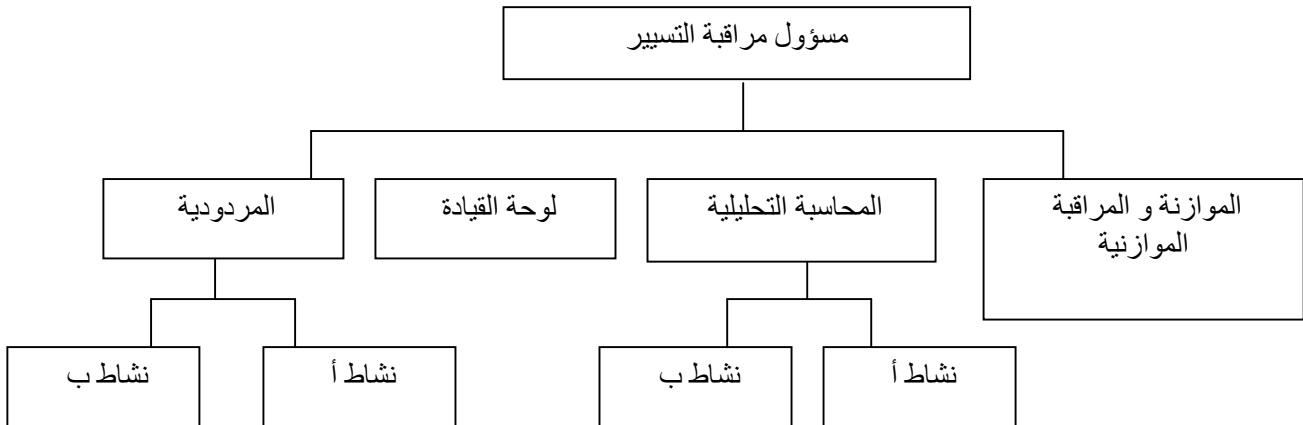 مسؤول مراقبة التسيير
الموازنة و المراقبة
الموازنية
المحاسبة التحليلية
لوحة القيادة
المردودية
نشاط أ
نشاط ب
نشاط أ
نشاط ب